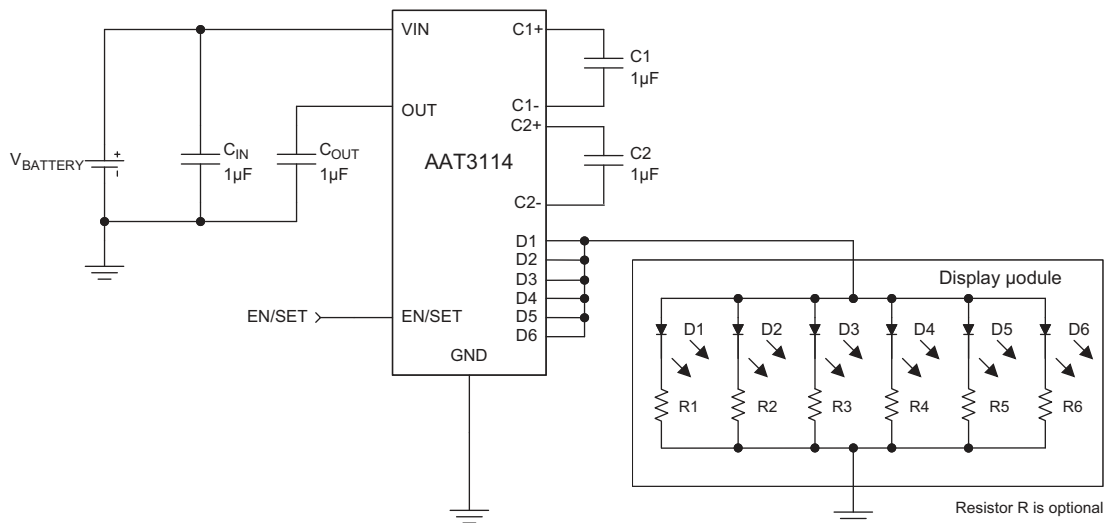 VIN
C1+
C1
1µF
C1-
OUT
C2+
C2
1µF
C2-
AAT3114
VBATTERY
+
-
CIN
1µF
COUT
1µF
D1
D2
D3
D4
D5
D6
EN/SET
EN/SET
GND
Display µodule
D1 D2 D3 D4 D5 D6
R1 R2 R3 R4 R5 R6
Resistor R is optional